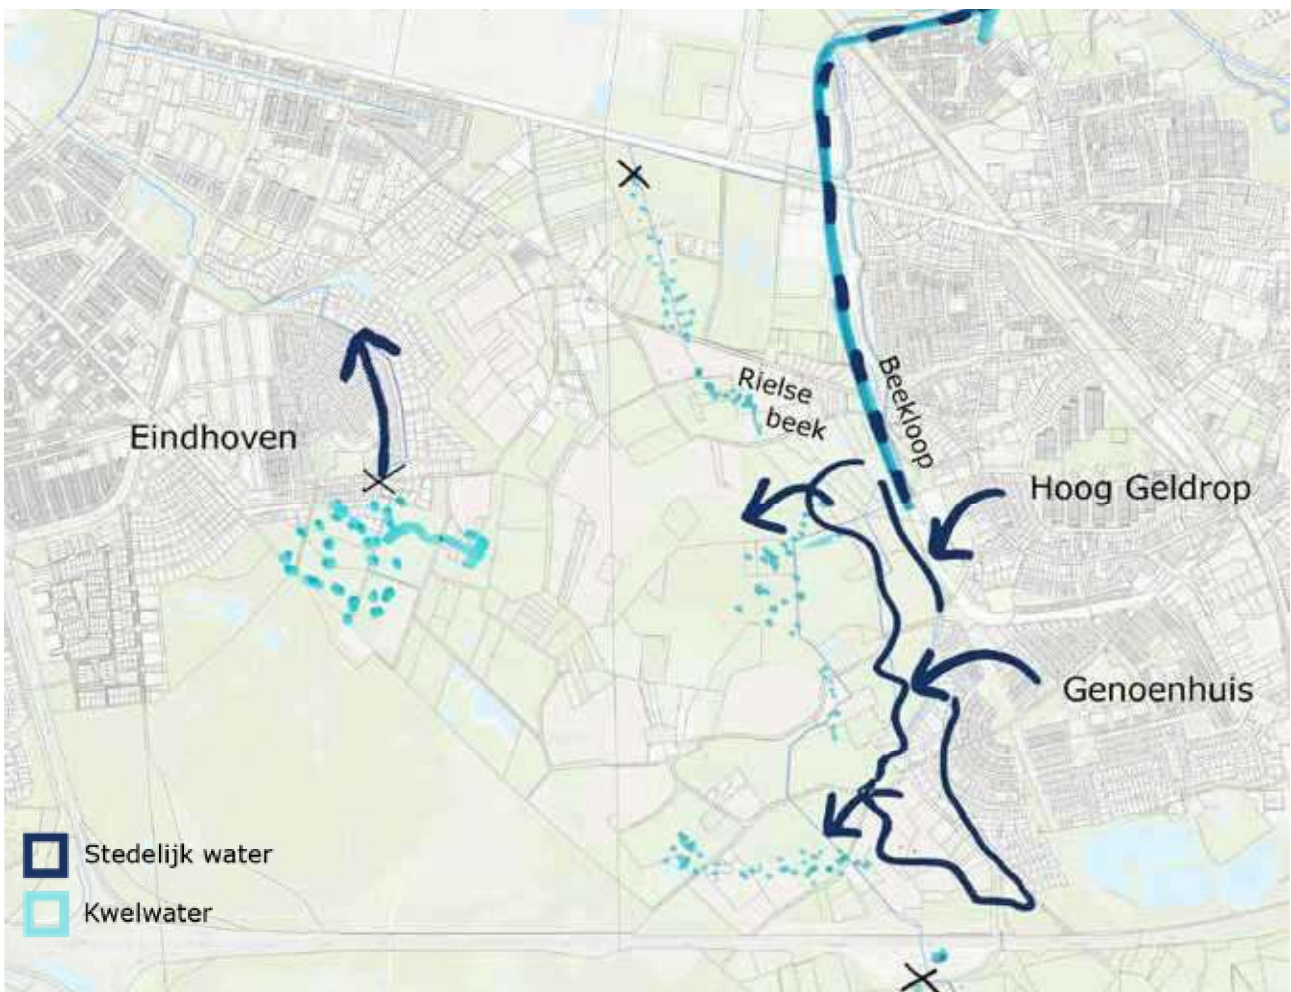 Rielse
beek
Beekloop
Eindhoven
Hoog Geldrop
Genoenhuis
Stedelijk water
Kwelwater